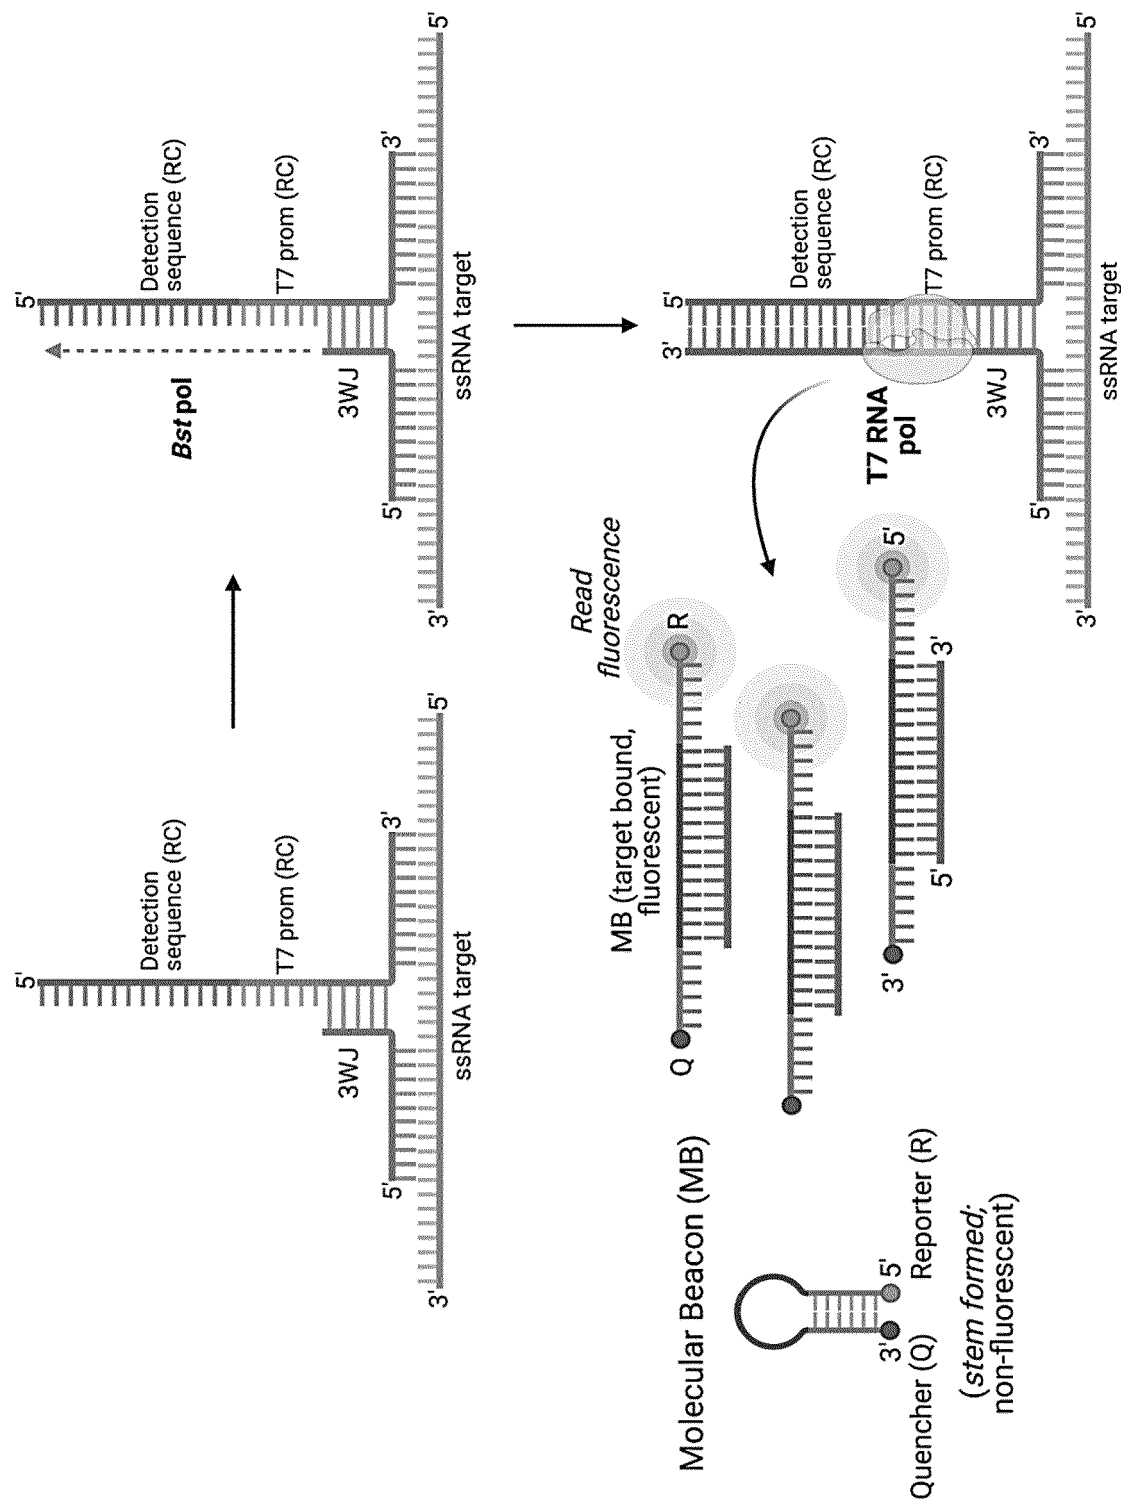 5'
Detection
sequence (RC)
T7 prom (RC)
3WJ
5'
3'
3'
5'
ssRNA target
5'
Detection
sequence (RC)
Bst pol
T7 prom (RC)
3WJ
5'
3'
3'
5'
ssRNA target
Molecular Beacon (MB)
3'
5'
Quencher (Q)
Reporter (R)
(stem formed;
non-fluorescent)
Read
fluorescence
MB (target bound,
fluorescent)
Q
R
3'
5'
5'
3'
3'
5'
Detection
sequence (RC)
T7 RNA
pol
T7 prom (RC)
3WJ
5'
3'
3'
5'
ssRNA target